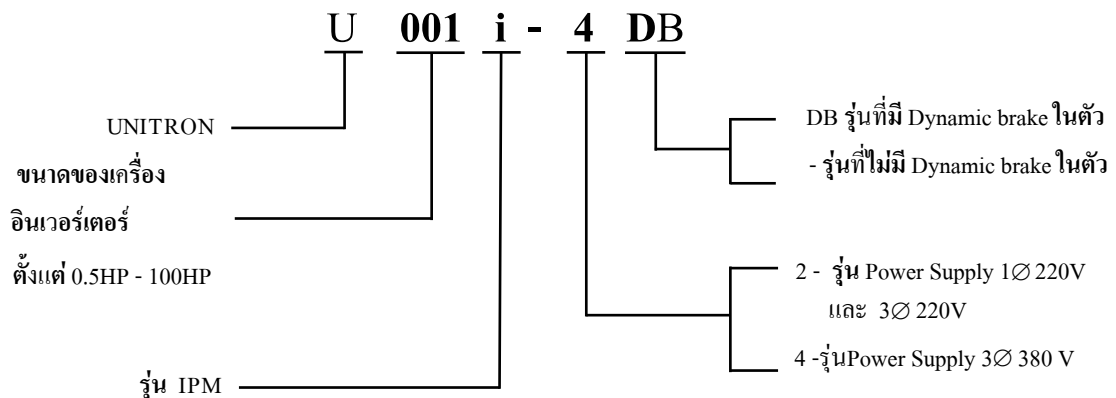 U 001 i - 4 DB
UNITRON
DB รุ่นที่มี Dynamic brake ในตัว
- รุ่นที่ไม่มี Dynamic brake ในตัว
ขนาดของเครื่อง
อินเวอร์เตอร์
ตั้งแต่ 0.5HP - 100HP
2 - รุ่น Power Supply 1∅ 220V
และ 3∅ 220V
4 -รุ่นPower Supply 3∅ 380 V
รุ่น IPM